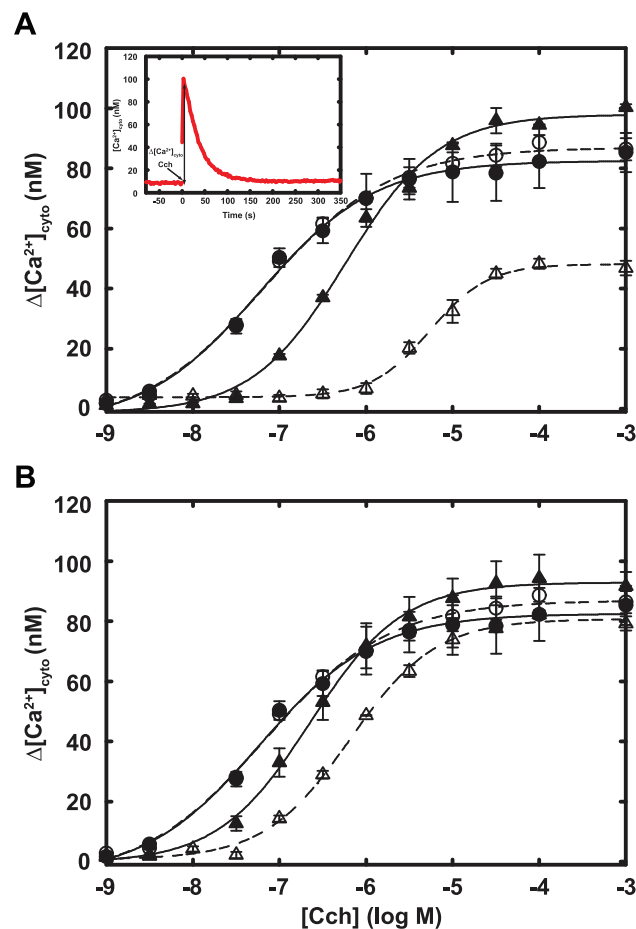 A
120
100
80
60
40
20
0
Δ[Ca²⁺]cyto (nM)
120
100
80
60
40
20
0
[Ca²⁺]cyto (nM)
Δ[Ca²⁺]cyto
Cch
-50 0 50 100 150 200 250 300 350
Time (s)
-9 -8 -7 -6 -5 -4 -3
B
120
100
80
60
40
20
0
Δ[Ca²⁺]cyto (nM)
-9 -8 -7 -6 -5 -4 -3
[Cch] (log M)